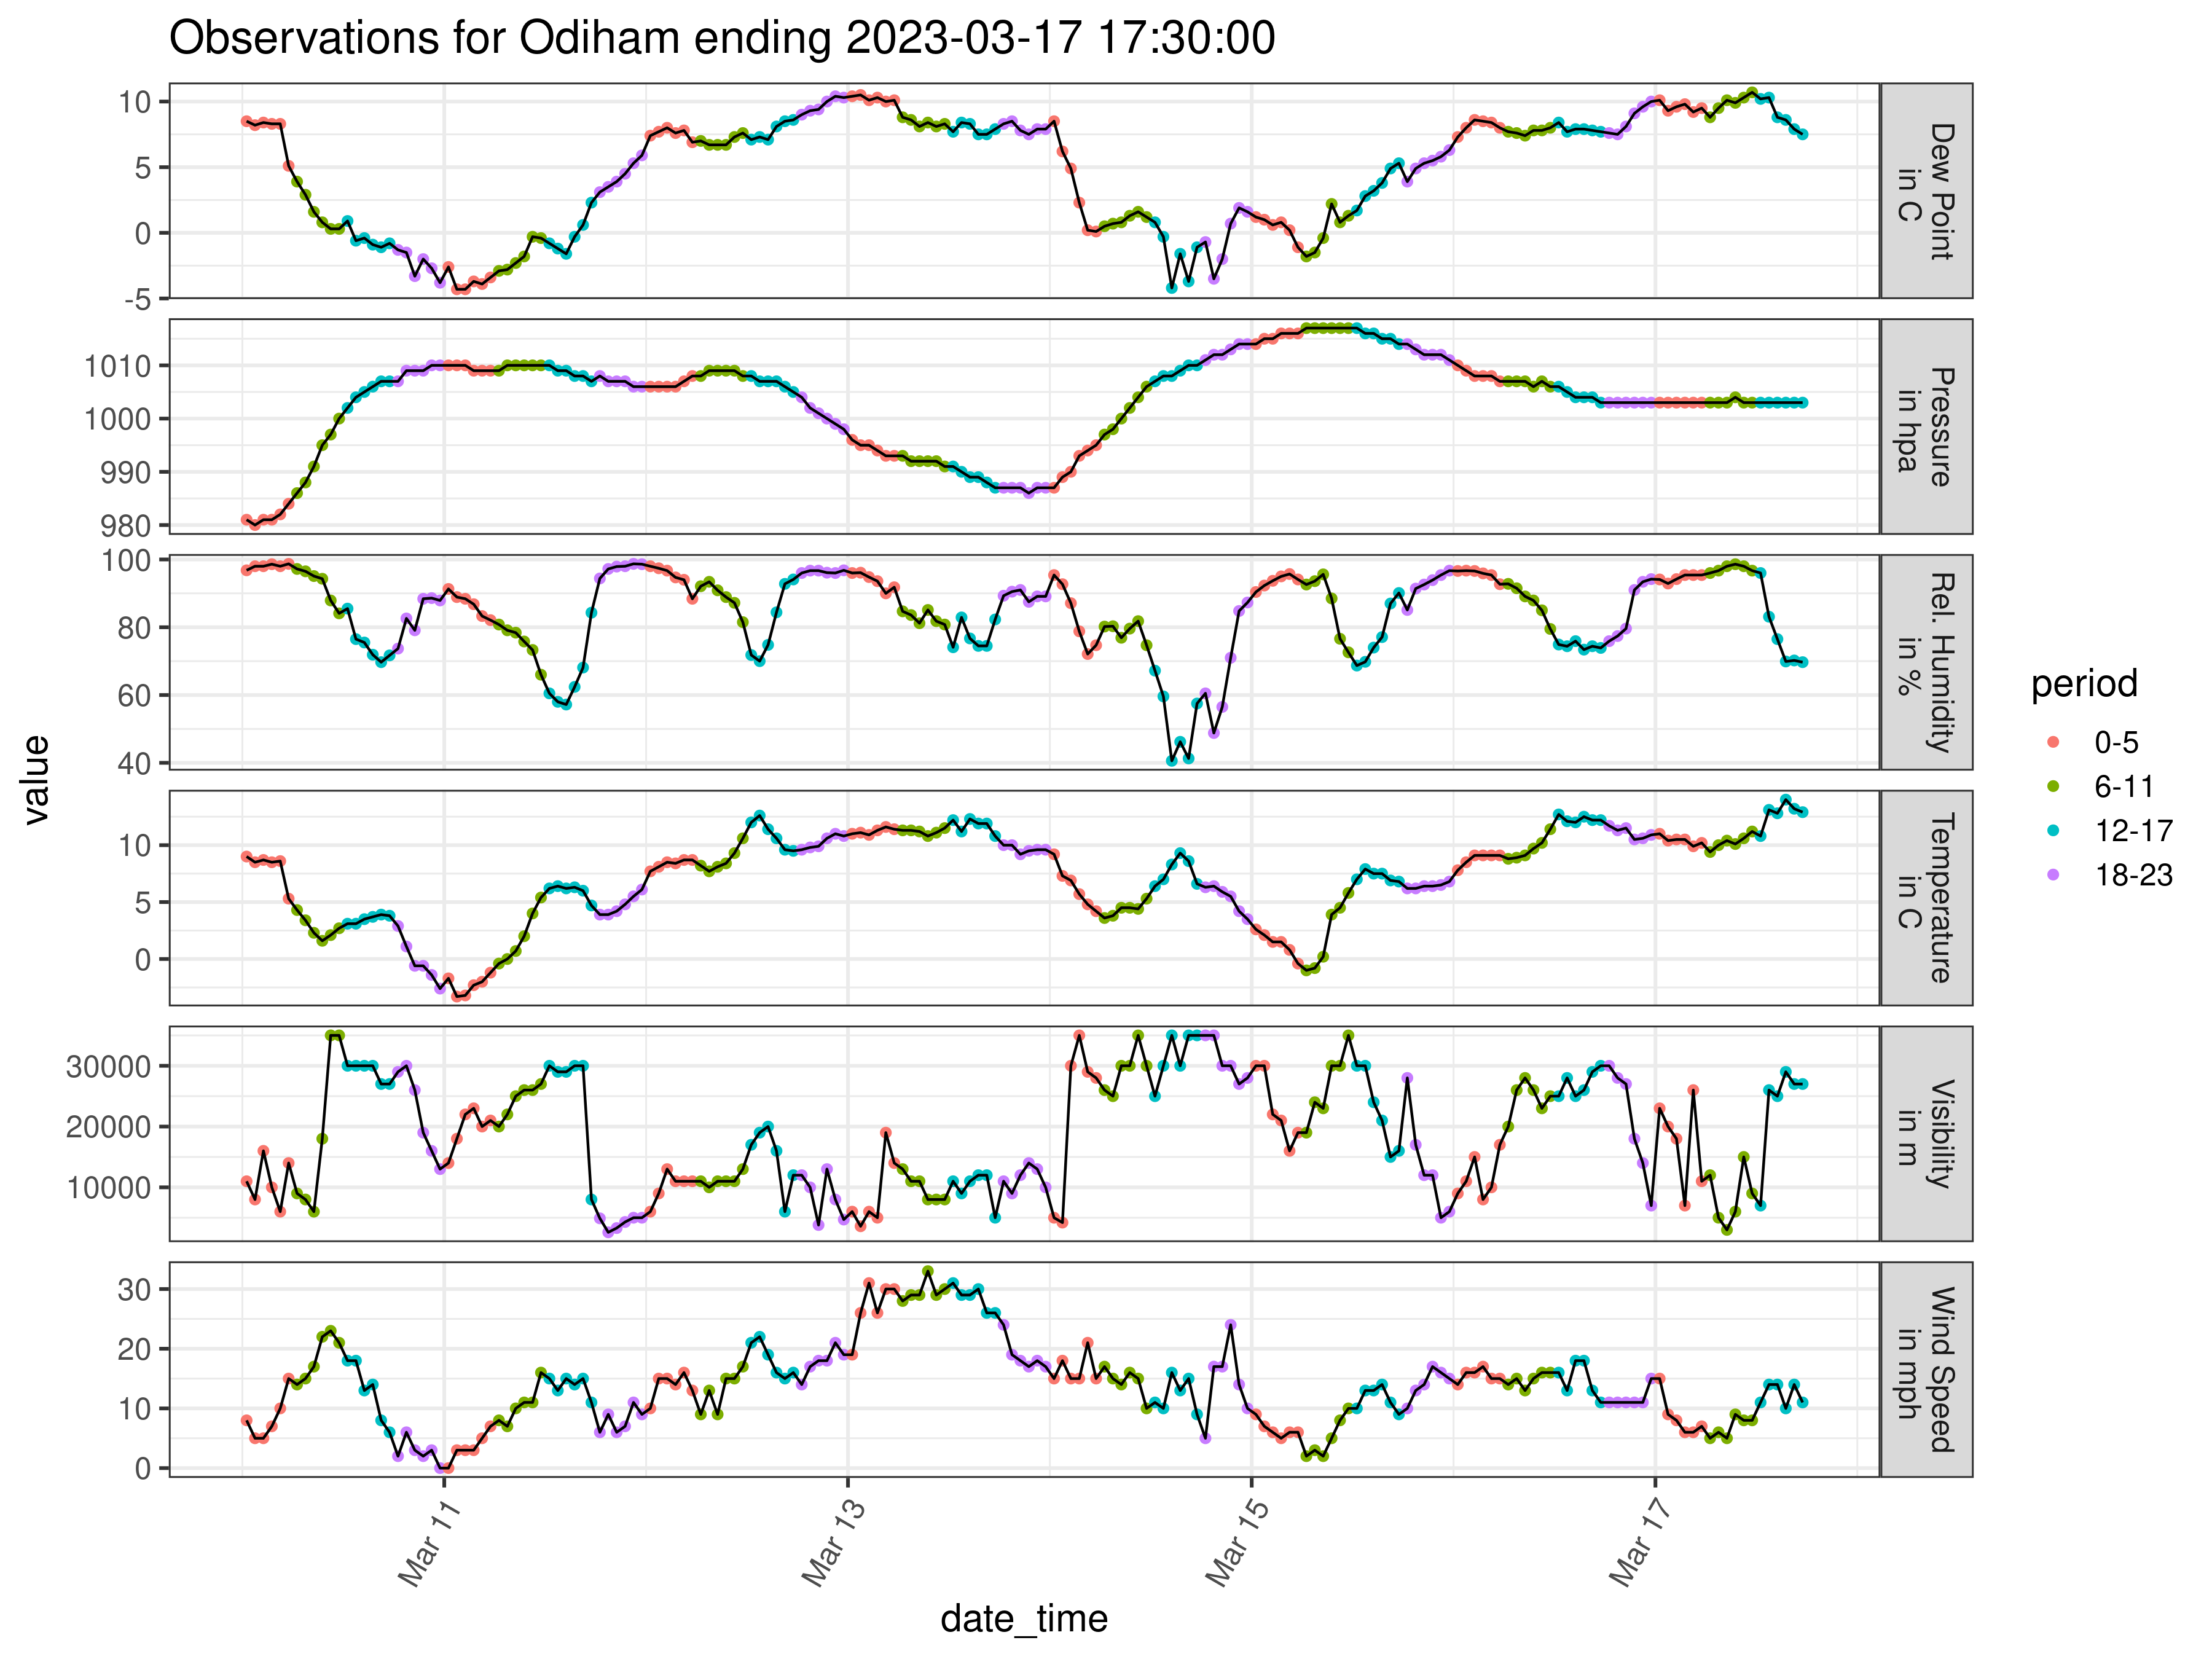 Observations for Odiham ending 2023-03-17 17:30:00
10
5
0
-5
Dew Point
in C
1010
1000
990
980
Pressure
in hpa
100
80
60
40
Rel. Humidity
in %
10
5
0
Temperature
in C
30000
20000
10000
Visibility
in m
30
20
10
0
Wind Speed
in mph
value
Mar 11
Mar 13
Mar 15
Mar 17
date_time
period
0-5
6-11
12-17
18-23